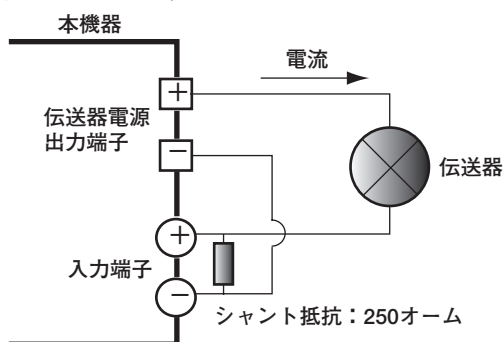 本機器
電流
+
伝送器電源
出力端子
−
伝送器
+
入力端子
−
シャント抵抗：250オーム